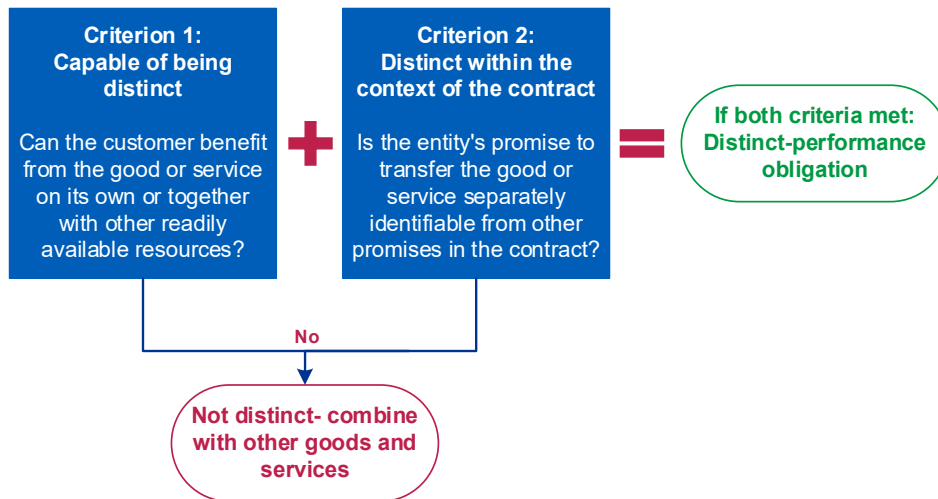 Criterion 1:
Capable of being
distinct
Can the customer benefit
from the good or service
on its own or together
with other readily
available resources?
Criterion 2:
Distinct within the
context of the contract
Is the entity's promise to
transfer the good or
service separately
identifiable from other
promises in the contract?
If both criteria met:
Distinct-performance
obligation
No
Not distinct- combine
with other goods and
services